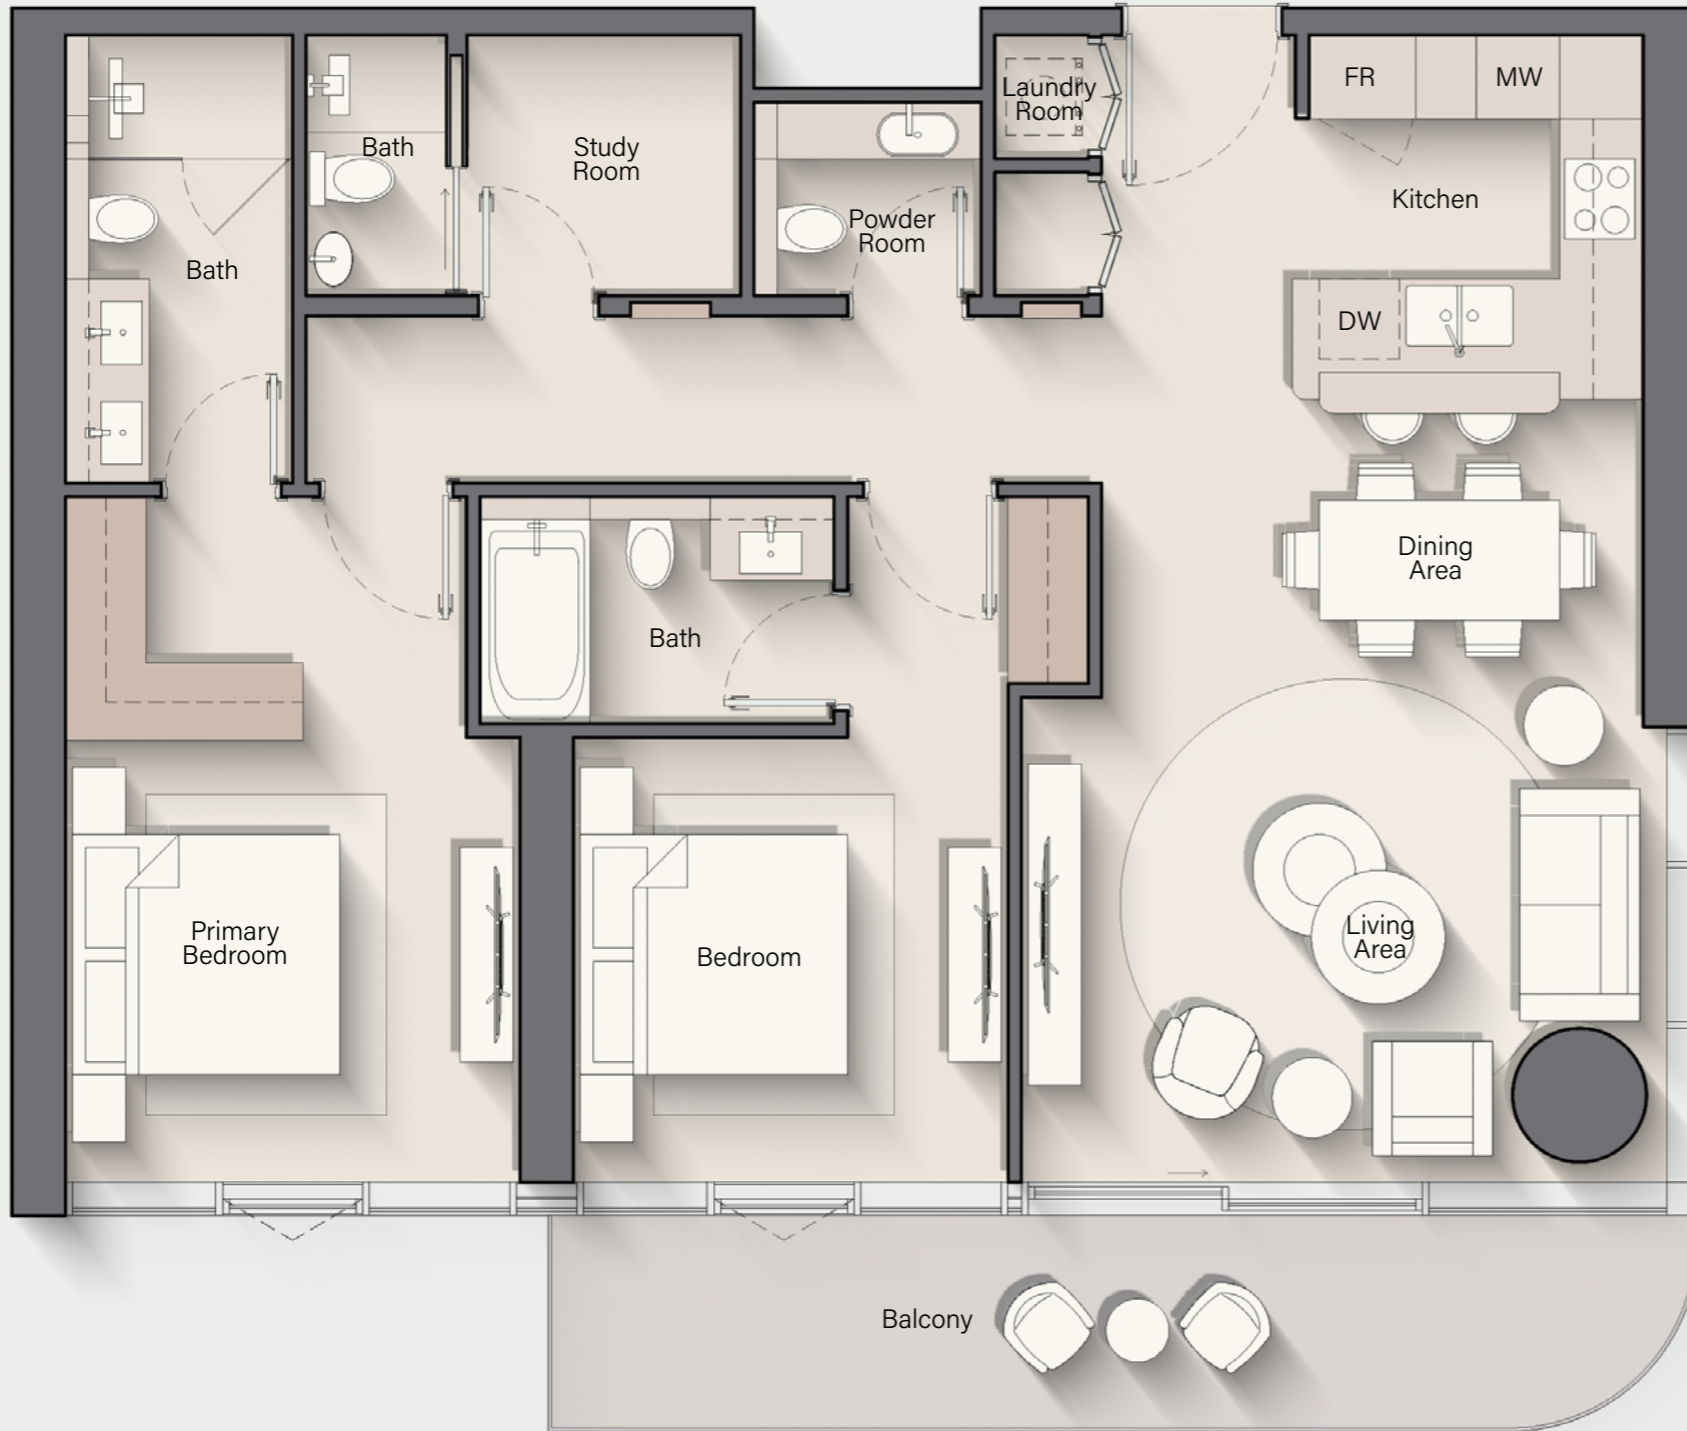 Laundry
Room
FR
MW
Bath
Study
Room
Kitchen
Powder
Room
Bath
DW
Dining
Area
Bath
Primary
Bedroom
Bedroom
Living
Area
Balcony